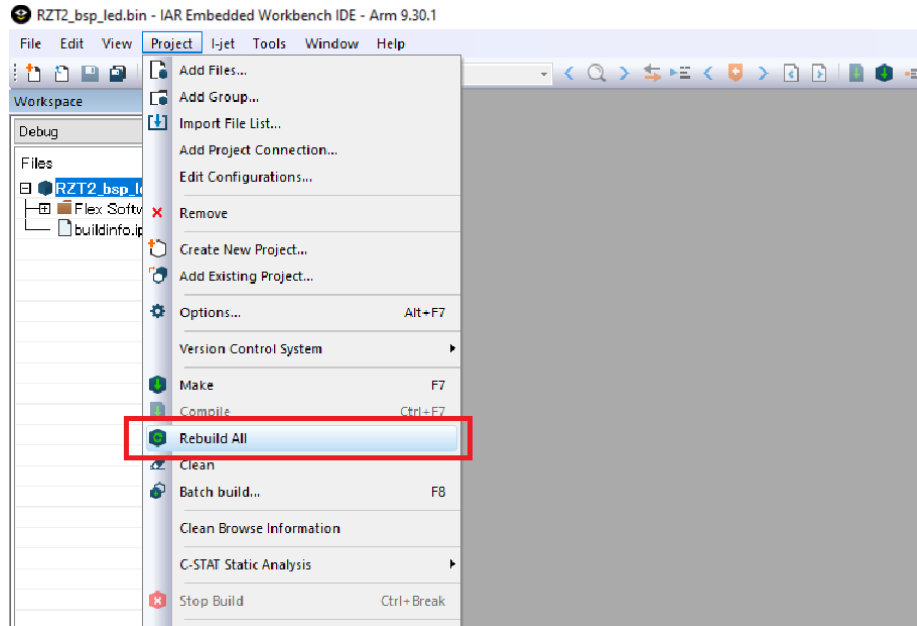 RZT2_bsp_led.bin - IAR Embedded Workbench IDE - Arm 9.30.1
File Edit View Project I-jet Tools Window Help
Workspace
Debug
Files
RZT2_bsp_l
Flex Softw
buildinfo.ip
Add Files...
Add Group...
Import File List...
Add Project Connection...
Edit Configurations...
Remove
Create New Project...
Add Existing Project...
Options... Alt+F7
Version Control System
Make F7
Compile Ctrl+F7
Rebuild All
Clean
Batch build... F8
Clean Browse Information
C-STAT Static Analysis
Stop Build Ctrl+Break